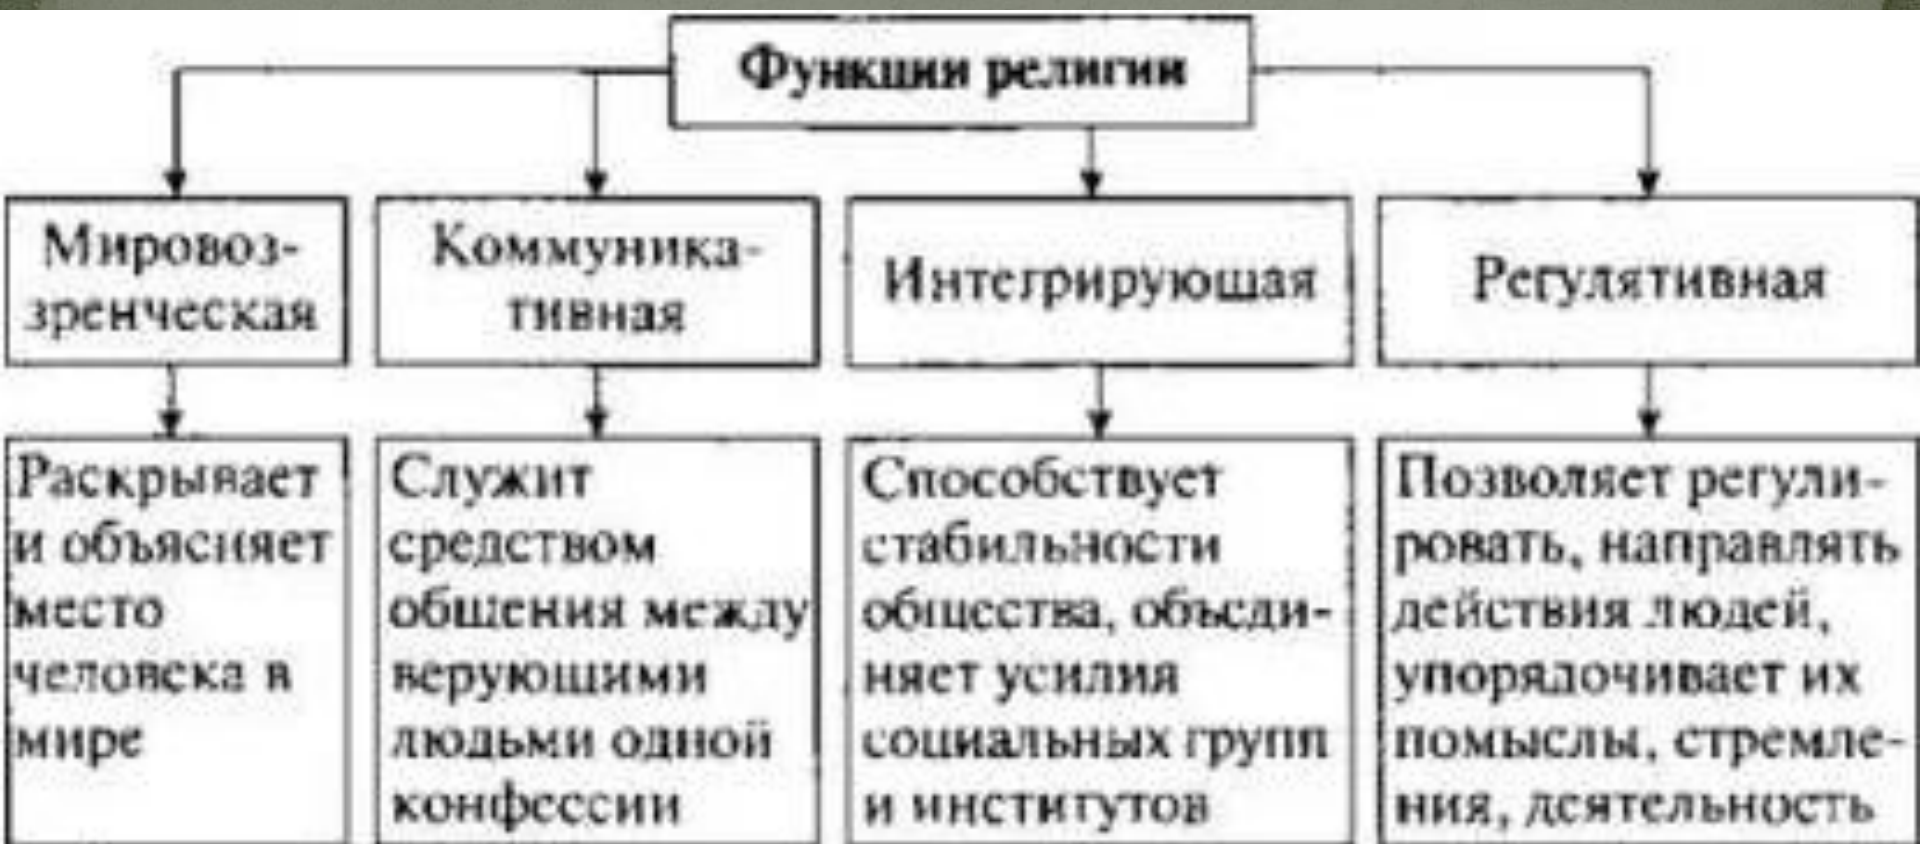 Функции религии
Мировоз-
зренческая
Коммуника-
тивная
Интегрирующая
Регулятивная
Раскрывает
и объясняет
место
человека в
мире
Служит
средством
общения между
верующими
людьми одной
конфессии
Способствует
стабильности
общества, объеди-
няет усилия
социальных групп
и институтов
Позволяет регули-
ровать, направлять
действия людей,
упорядочивает их
помыслы, стремле-
ния, деятельность